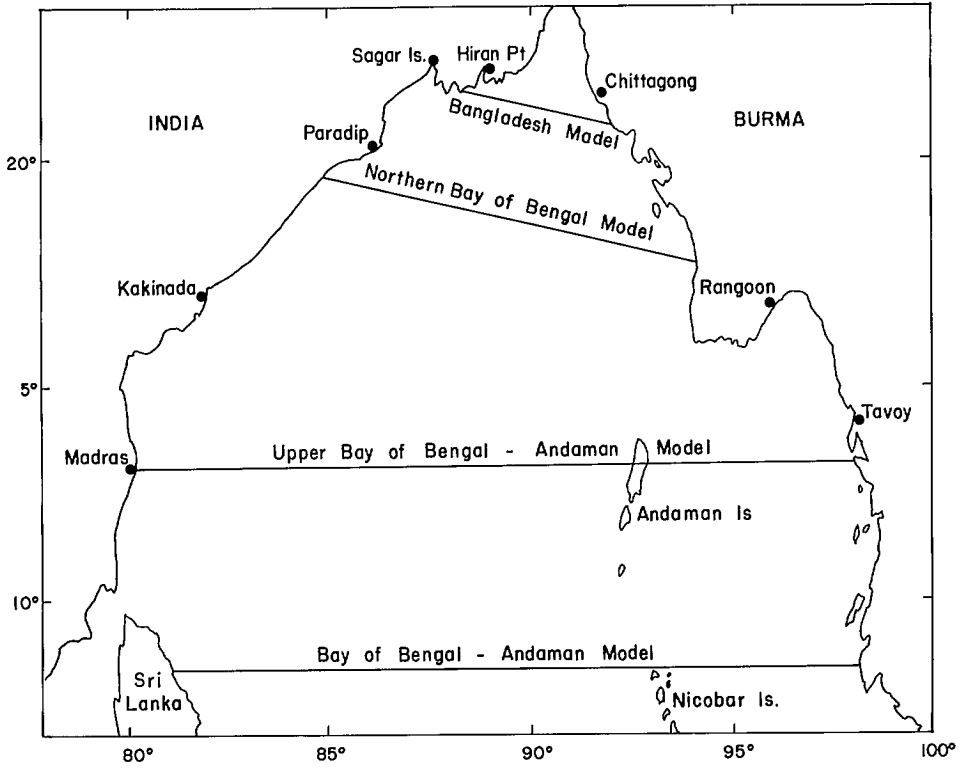 Sagar Is.
Hiran Pt
Chittagong
INDIA
Bangladesh Madel
BURMA
Paradip
20°
Northern Bay of Bengal Model
Kakinada
Rangoon
5°
Tavoy
Madras
Upper Bay of Bengal - Andaman Model
Andaman Is
10°
Bay of Bengal - Andaman Model
Sri
Lanka
Nicobar Is.
80°
85°
90°
95°
100°